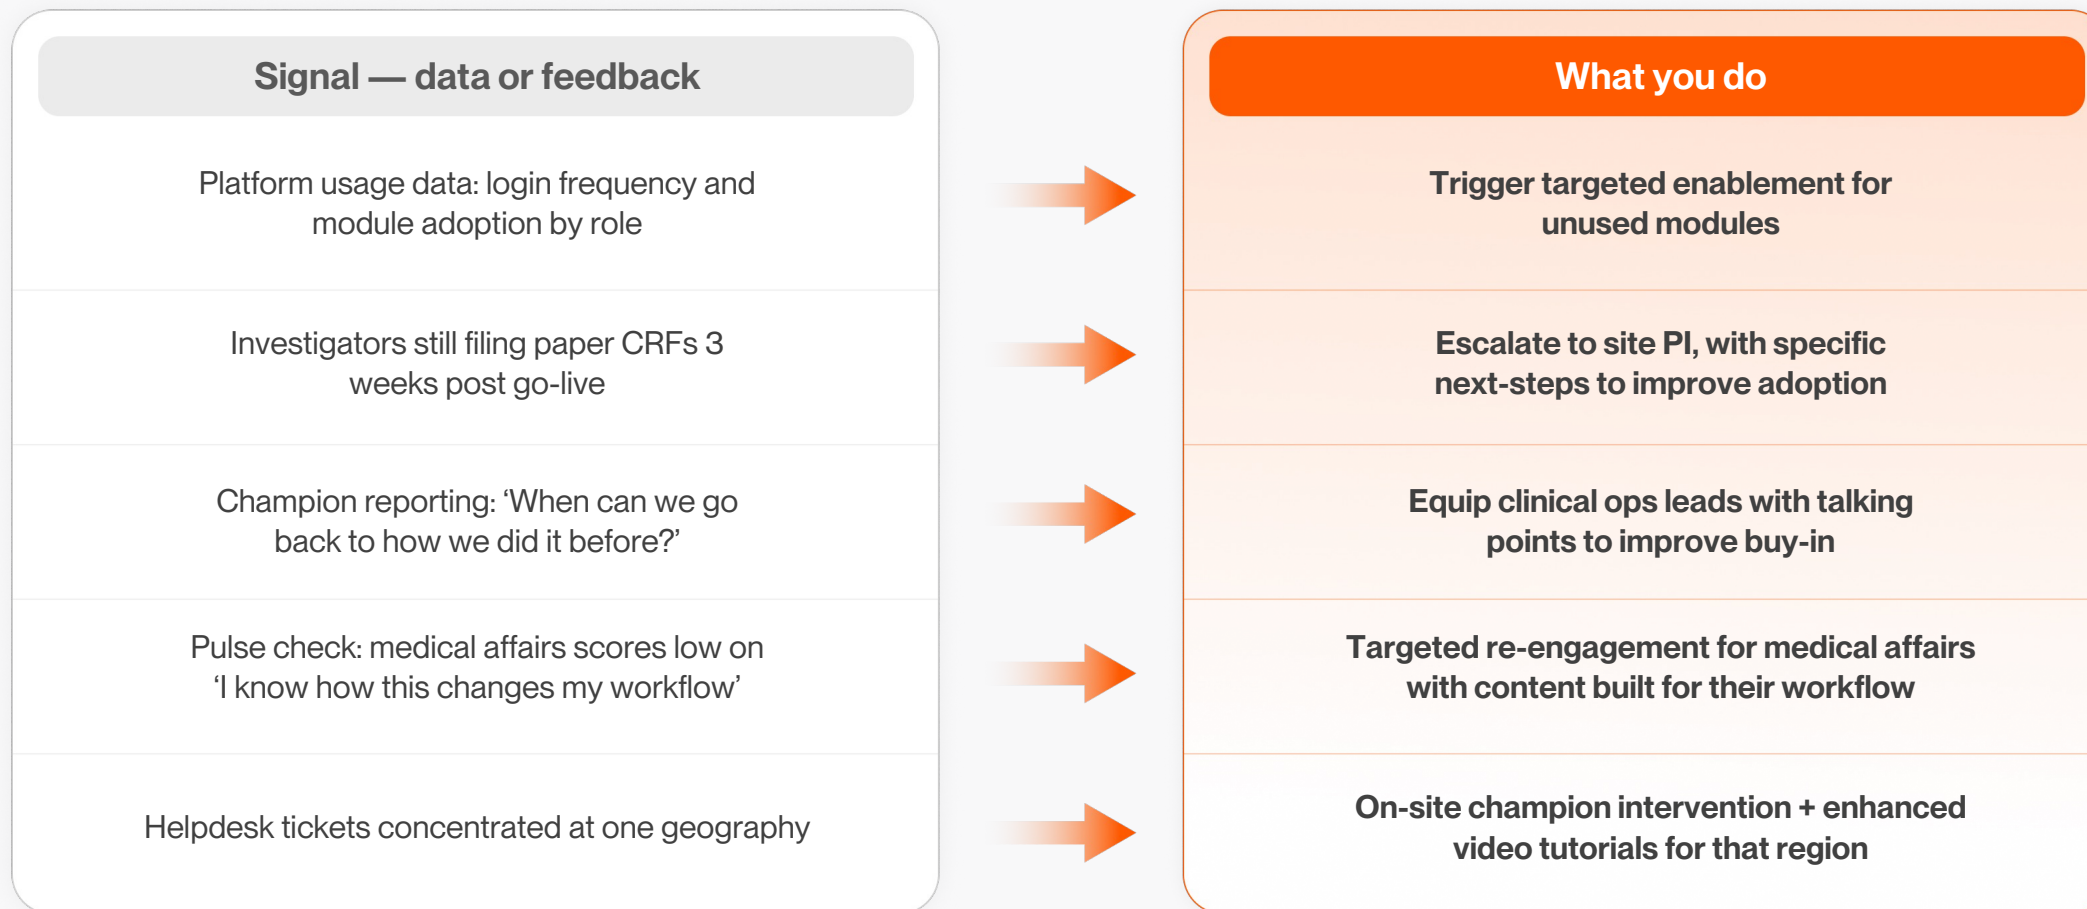 Signal — data or feedback
What you do
Platform usage data: login frequency and
module adoption by role
Trigger targeted enablement for
unused modules
Investigators still filing paper CRFs 3
weeks post go-live
Escalate to site PI, with specific
next-steps to improve adoption
Champion reporting: ‘When can we go
back to how we did it before?’
Equip clinical ops leads with talking
points to improve buy-in
Pulse check: medical affairs scores low on
‘I know how this changes my workflow’
Targeted re-engagement for medical affairs
with content built for their workflow
Helpdesk tickets concentrated at one geography
On-site champion intervention + enhanced
video tutorials for that region